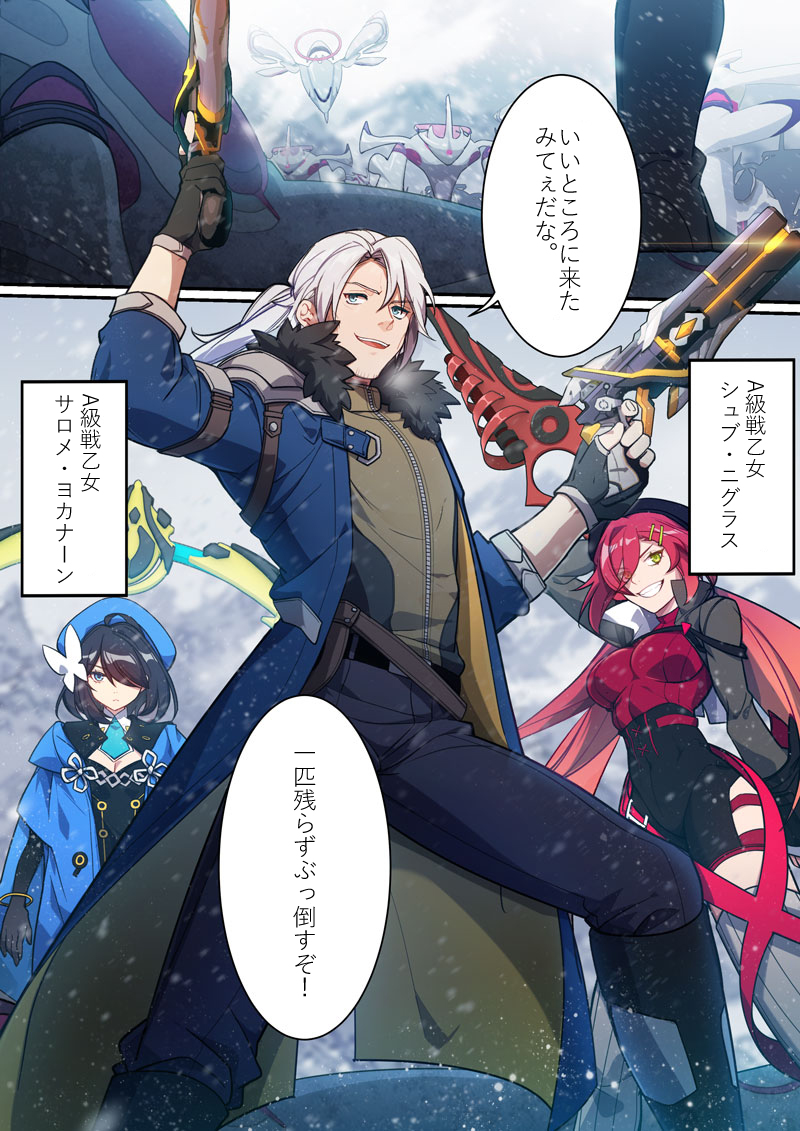 いいところに来た
みてぇだな。
A級戦乙女
シュブ・ニグラス
A級戦乙女
サロメ・ヨカナーン
一匹残らずぶっ倒すぞ！